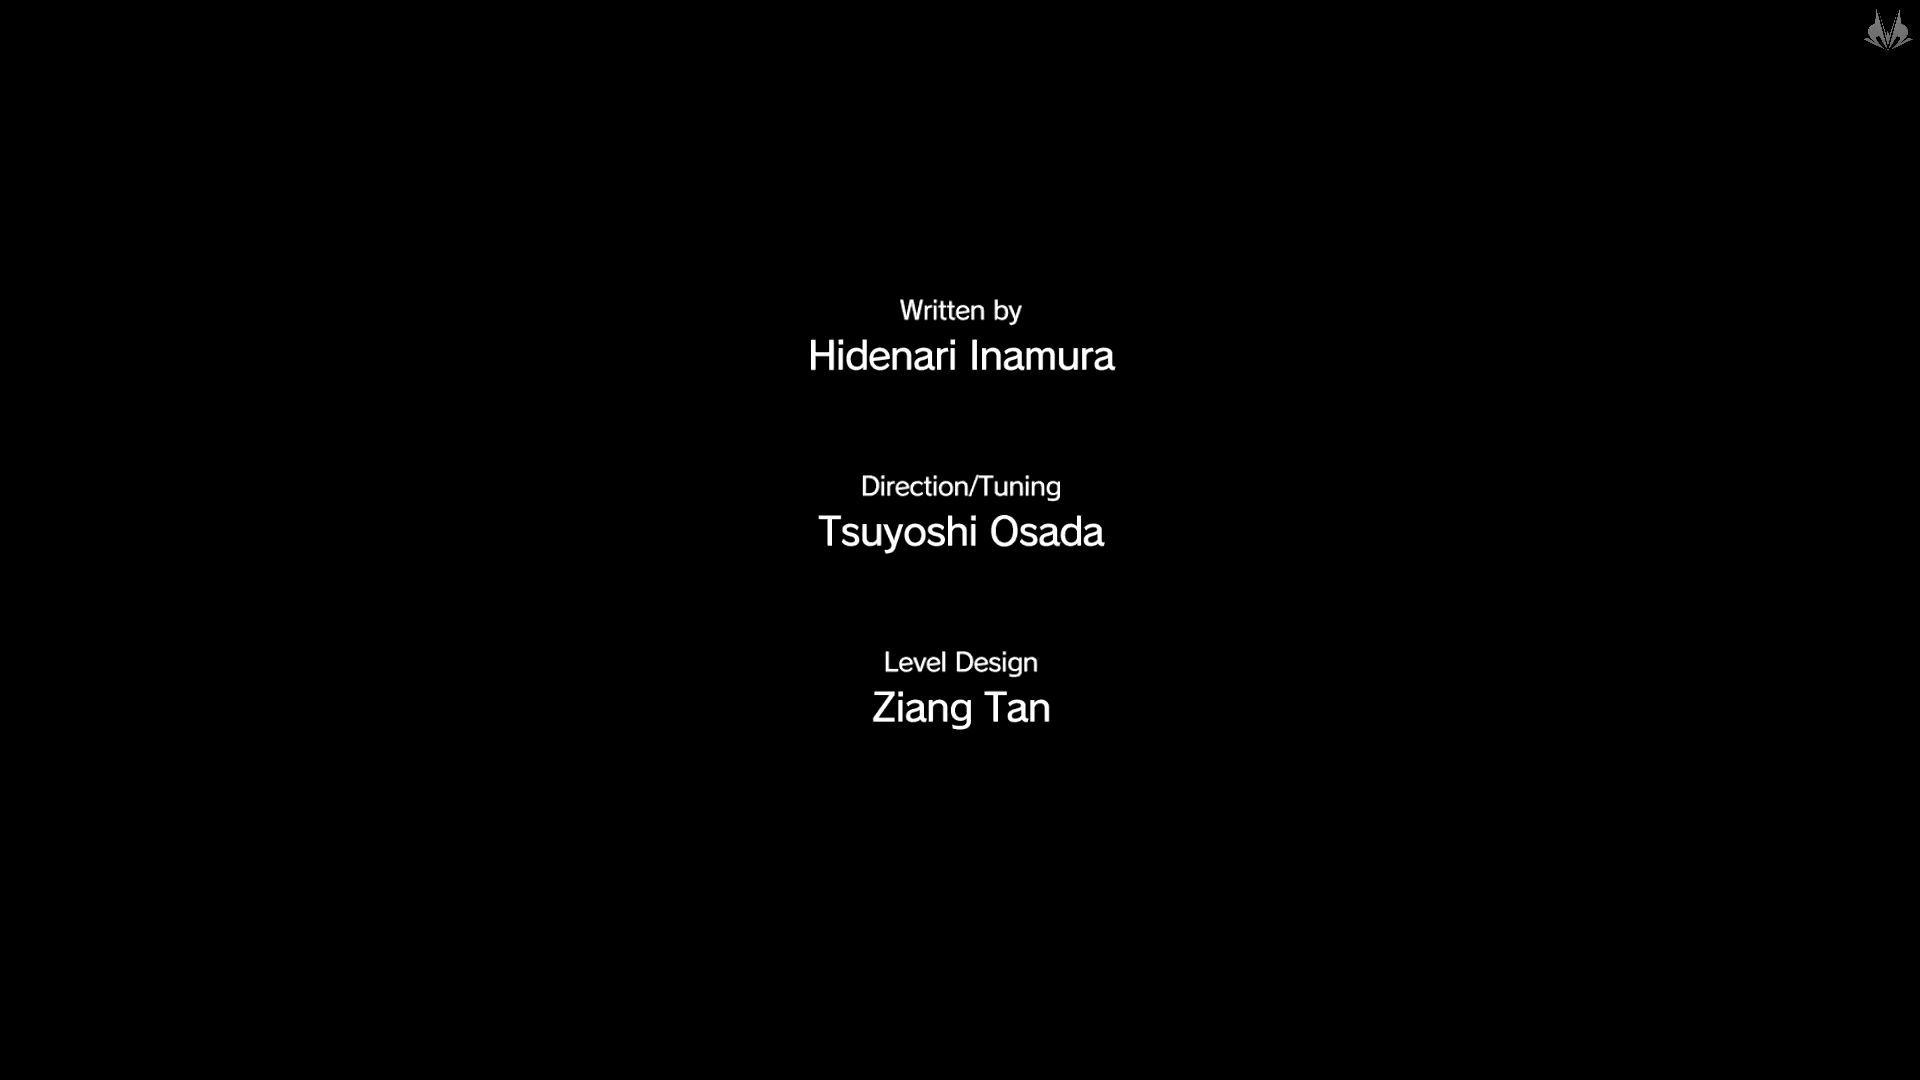 Written by
Hidenari Inamura
Direction/Tuning
Tsuyoshi Osada
Level Design
Ziang Tan